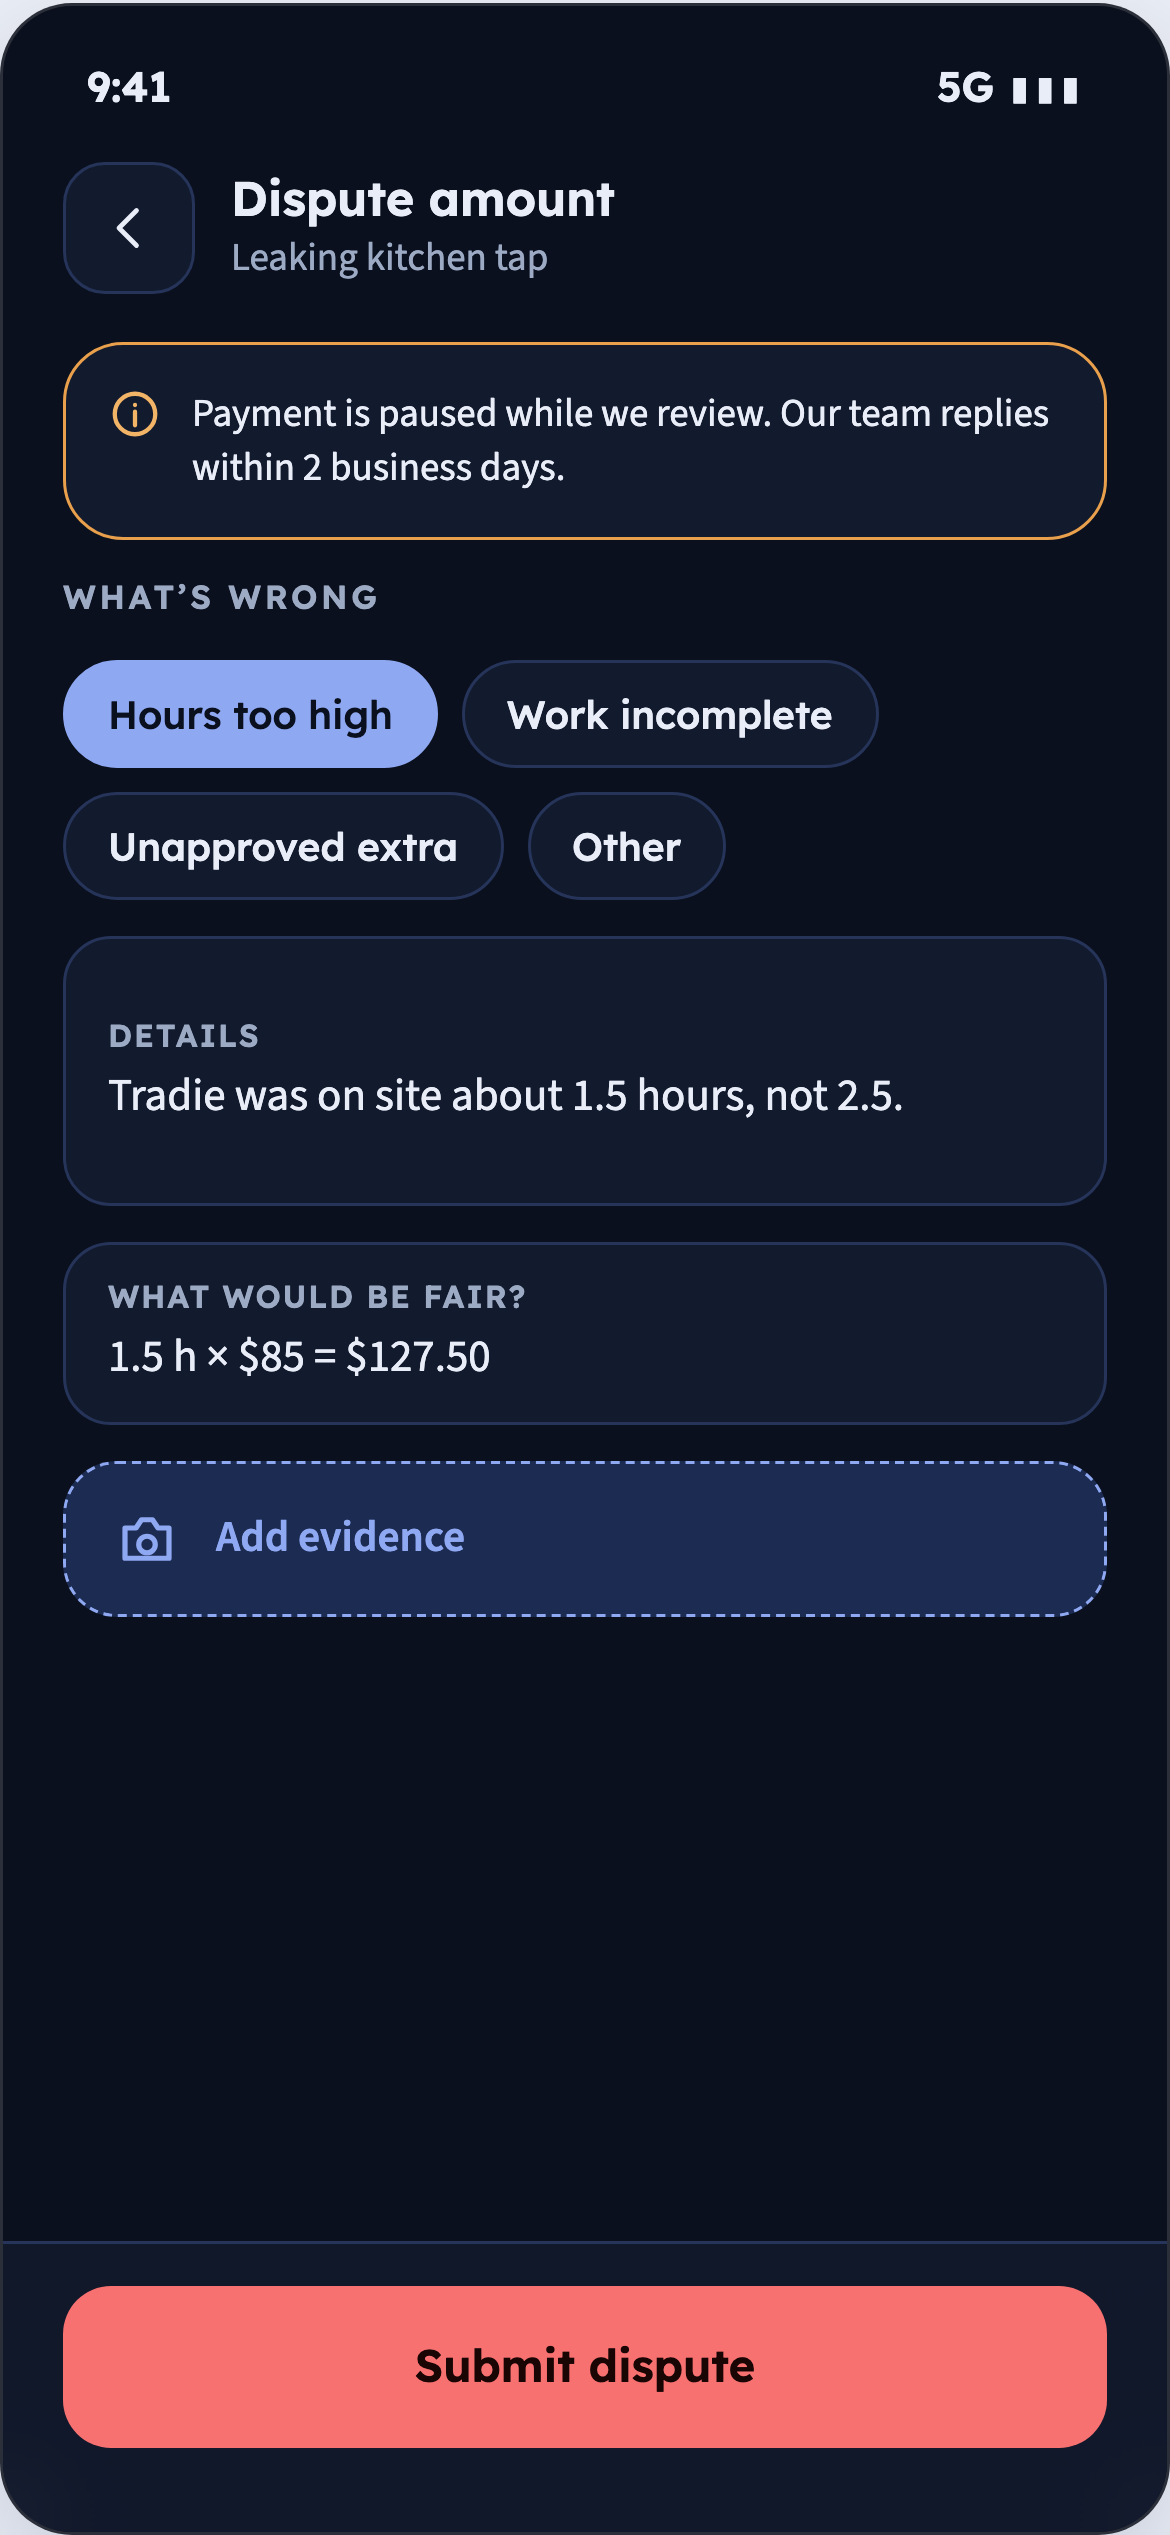 9:41
5G
Dispute amount
Leaking kitchen tap
Payment is paused while we review. Our team replies
within 2 business days.
WHAT’S WRONG
Hours too high
Work incomplete
Unapproved extra
Other
DETAILS
Tradie was on site about 1.5 hours, not 2.5.
WHAT WOULD BE FAIR?
1.5 h × $85 = $127.50
Add evidence
Submit dispute